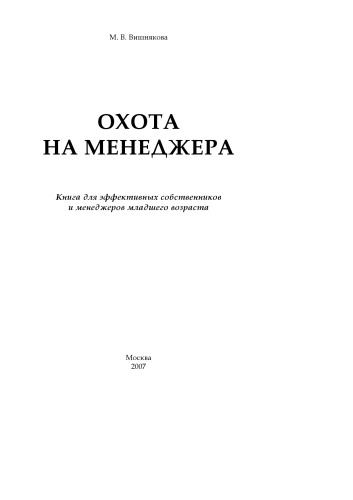 М. В. Вишнякова
ОХОТА
НА МЕНЕДЖЕРА
Книга для эффективных собственников
и менеджеров младшего возраста
Москва
2007